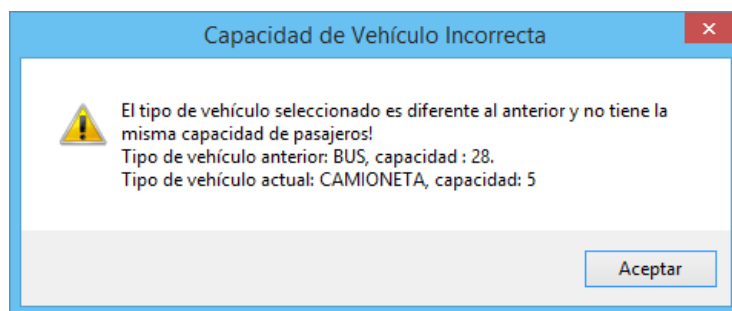 Capacidad de Vehículo Incorrecta
El tipo de vehículo seleccionado es diferente al anterior y no tiene la
misma capacidad de pasajeros!
Tipo de vehículo anterior: BUS, capacidad : 28.
Tipo de vehículo actual: CAMIONETA, capacidad: 5
Aceptar